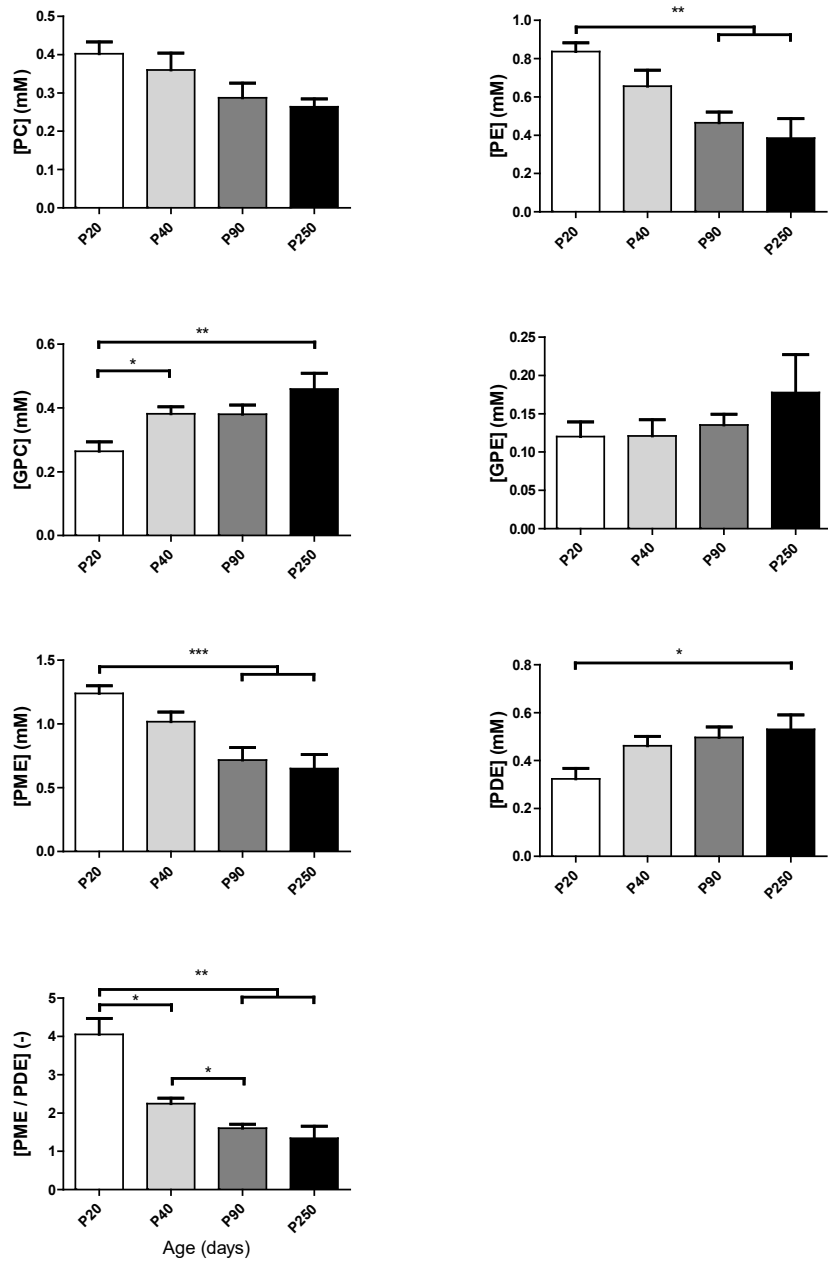 [PC] (mM)
0.5
0.4
0.3
0.2
0.1
0.0
P20
P40
P90
P250
[PE] (mM)
**
1.0
0.8
0.6
0.4
0.2
0.0
P20
P40
P90
P250
[GPC] (mM)
**
*
0.6
0.4
0.2
0.0
P20
P40
P90
P250
[GPE] (mM)
0.25
0.20
0.15
0.10
0.05
0.00
P20
P40
P90
P250
[PME] (mM)
***
1.5
1.0
0.5
0.0
P20
P40
P90
P250
[PDE] (mM)
*
0.8
0.6
0.4
0.2
0.0
P20
P40
P90
P250
[PME / PDE] (-)
**
*
*
5
4
3
2
1
0
P20
P40
P90
P250
Age (days)